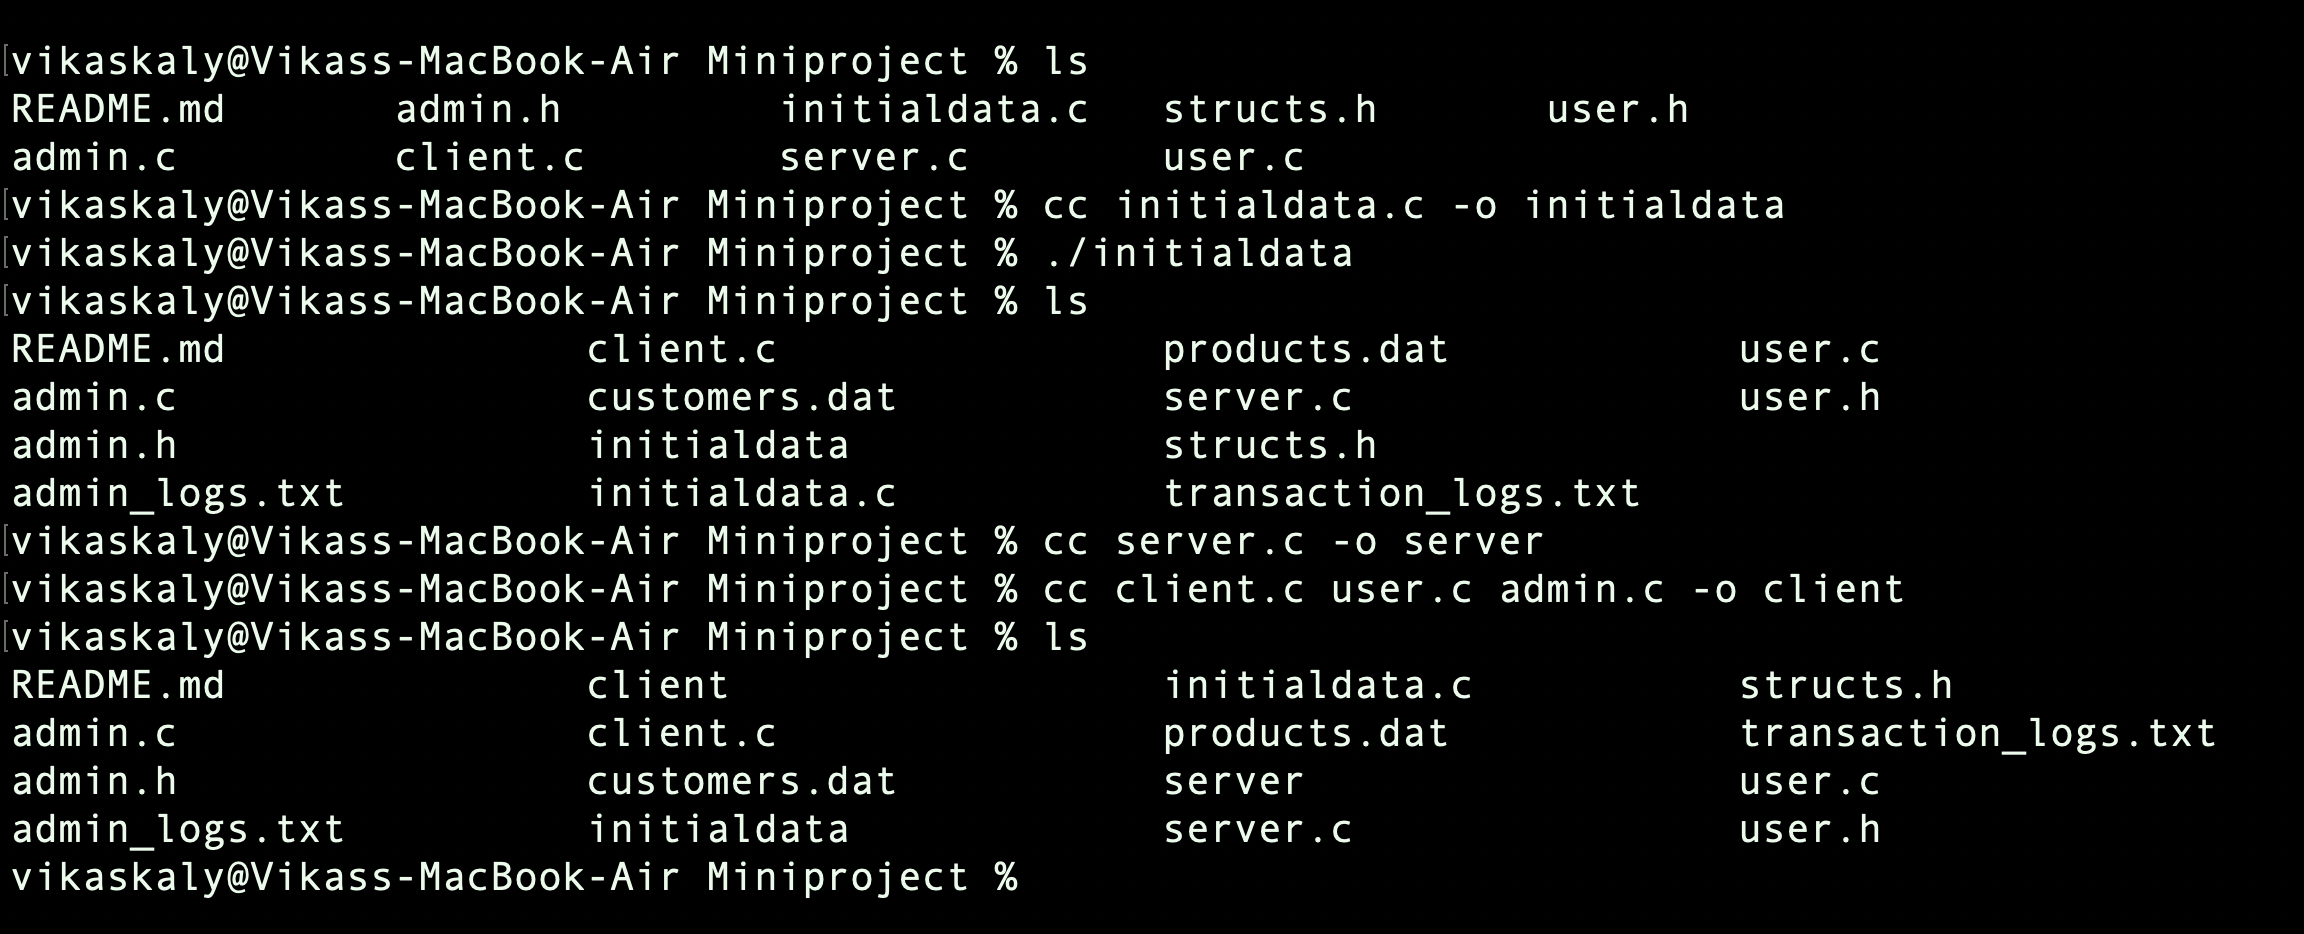 [vikaskaly@Vikass-MacBook-Air Miniproject % ls
README.md admin.h initialdata.c structs.h user.h
admin.c client.c server.c user.c
[vikaskaly@Vikass-MacBook-Air Miniproject % cc initialdata.c -o initialdata
[vikaskaly@Vikass-MacBook-Air Miniproject % ./initialdata
[vikaskaly@Vikass-MacBook-Air Miniproject % ls
README.md client.c products.dat user.c
admin.c customers.dat server.c user.h
admin.h initialdata structs.h
admin_logs.txt initialdata.c transaction_logs.txt
[vikaskaly@Vikass-MacBook-Air Miniproject % cc server.c -o server
[vikaskaly@Vikass-MacBook-Air Miniproject % cc client.c user.c admin.c -o client
[vikaskaly@Vikass-MacBook-Air Miniproject % ls
README.md client initialdata.c structs.h
admin.c client.c products.dat transaction_logs.txt
admin.h customers.dat server user.c
admin_logs.txt initialdata server.c user.h
vikaskaly@Vikass-MacBook-Air Miniproject %